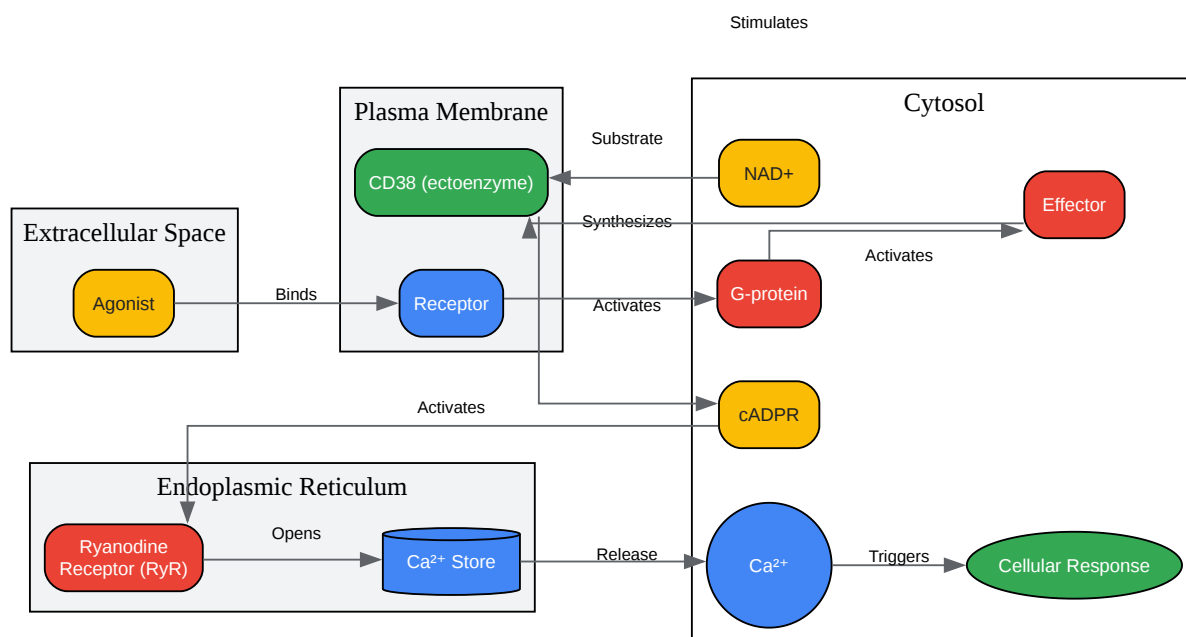 Stimulates
Plasma Membrane
Cytosol
Substrate
CD38 (ectoenzyme)
NAD+
Effector
Synthesizes
Extracellular Space
Activates
Agonist
Binds
Receptor
Activates
G-protein
Activates
cADPR
Endoplasmic Reticulum
Ryanodine
Receptor (RyR)
Opens
Ca²⁺ Store
Release
Ca²⁺
Triggers
Cellular Response